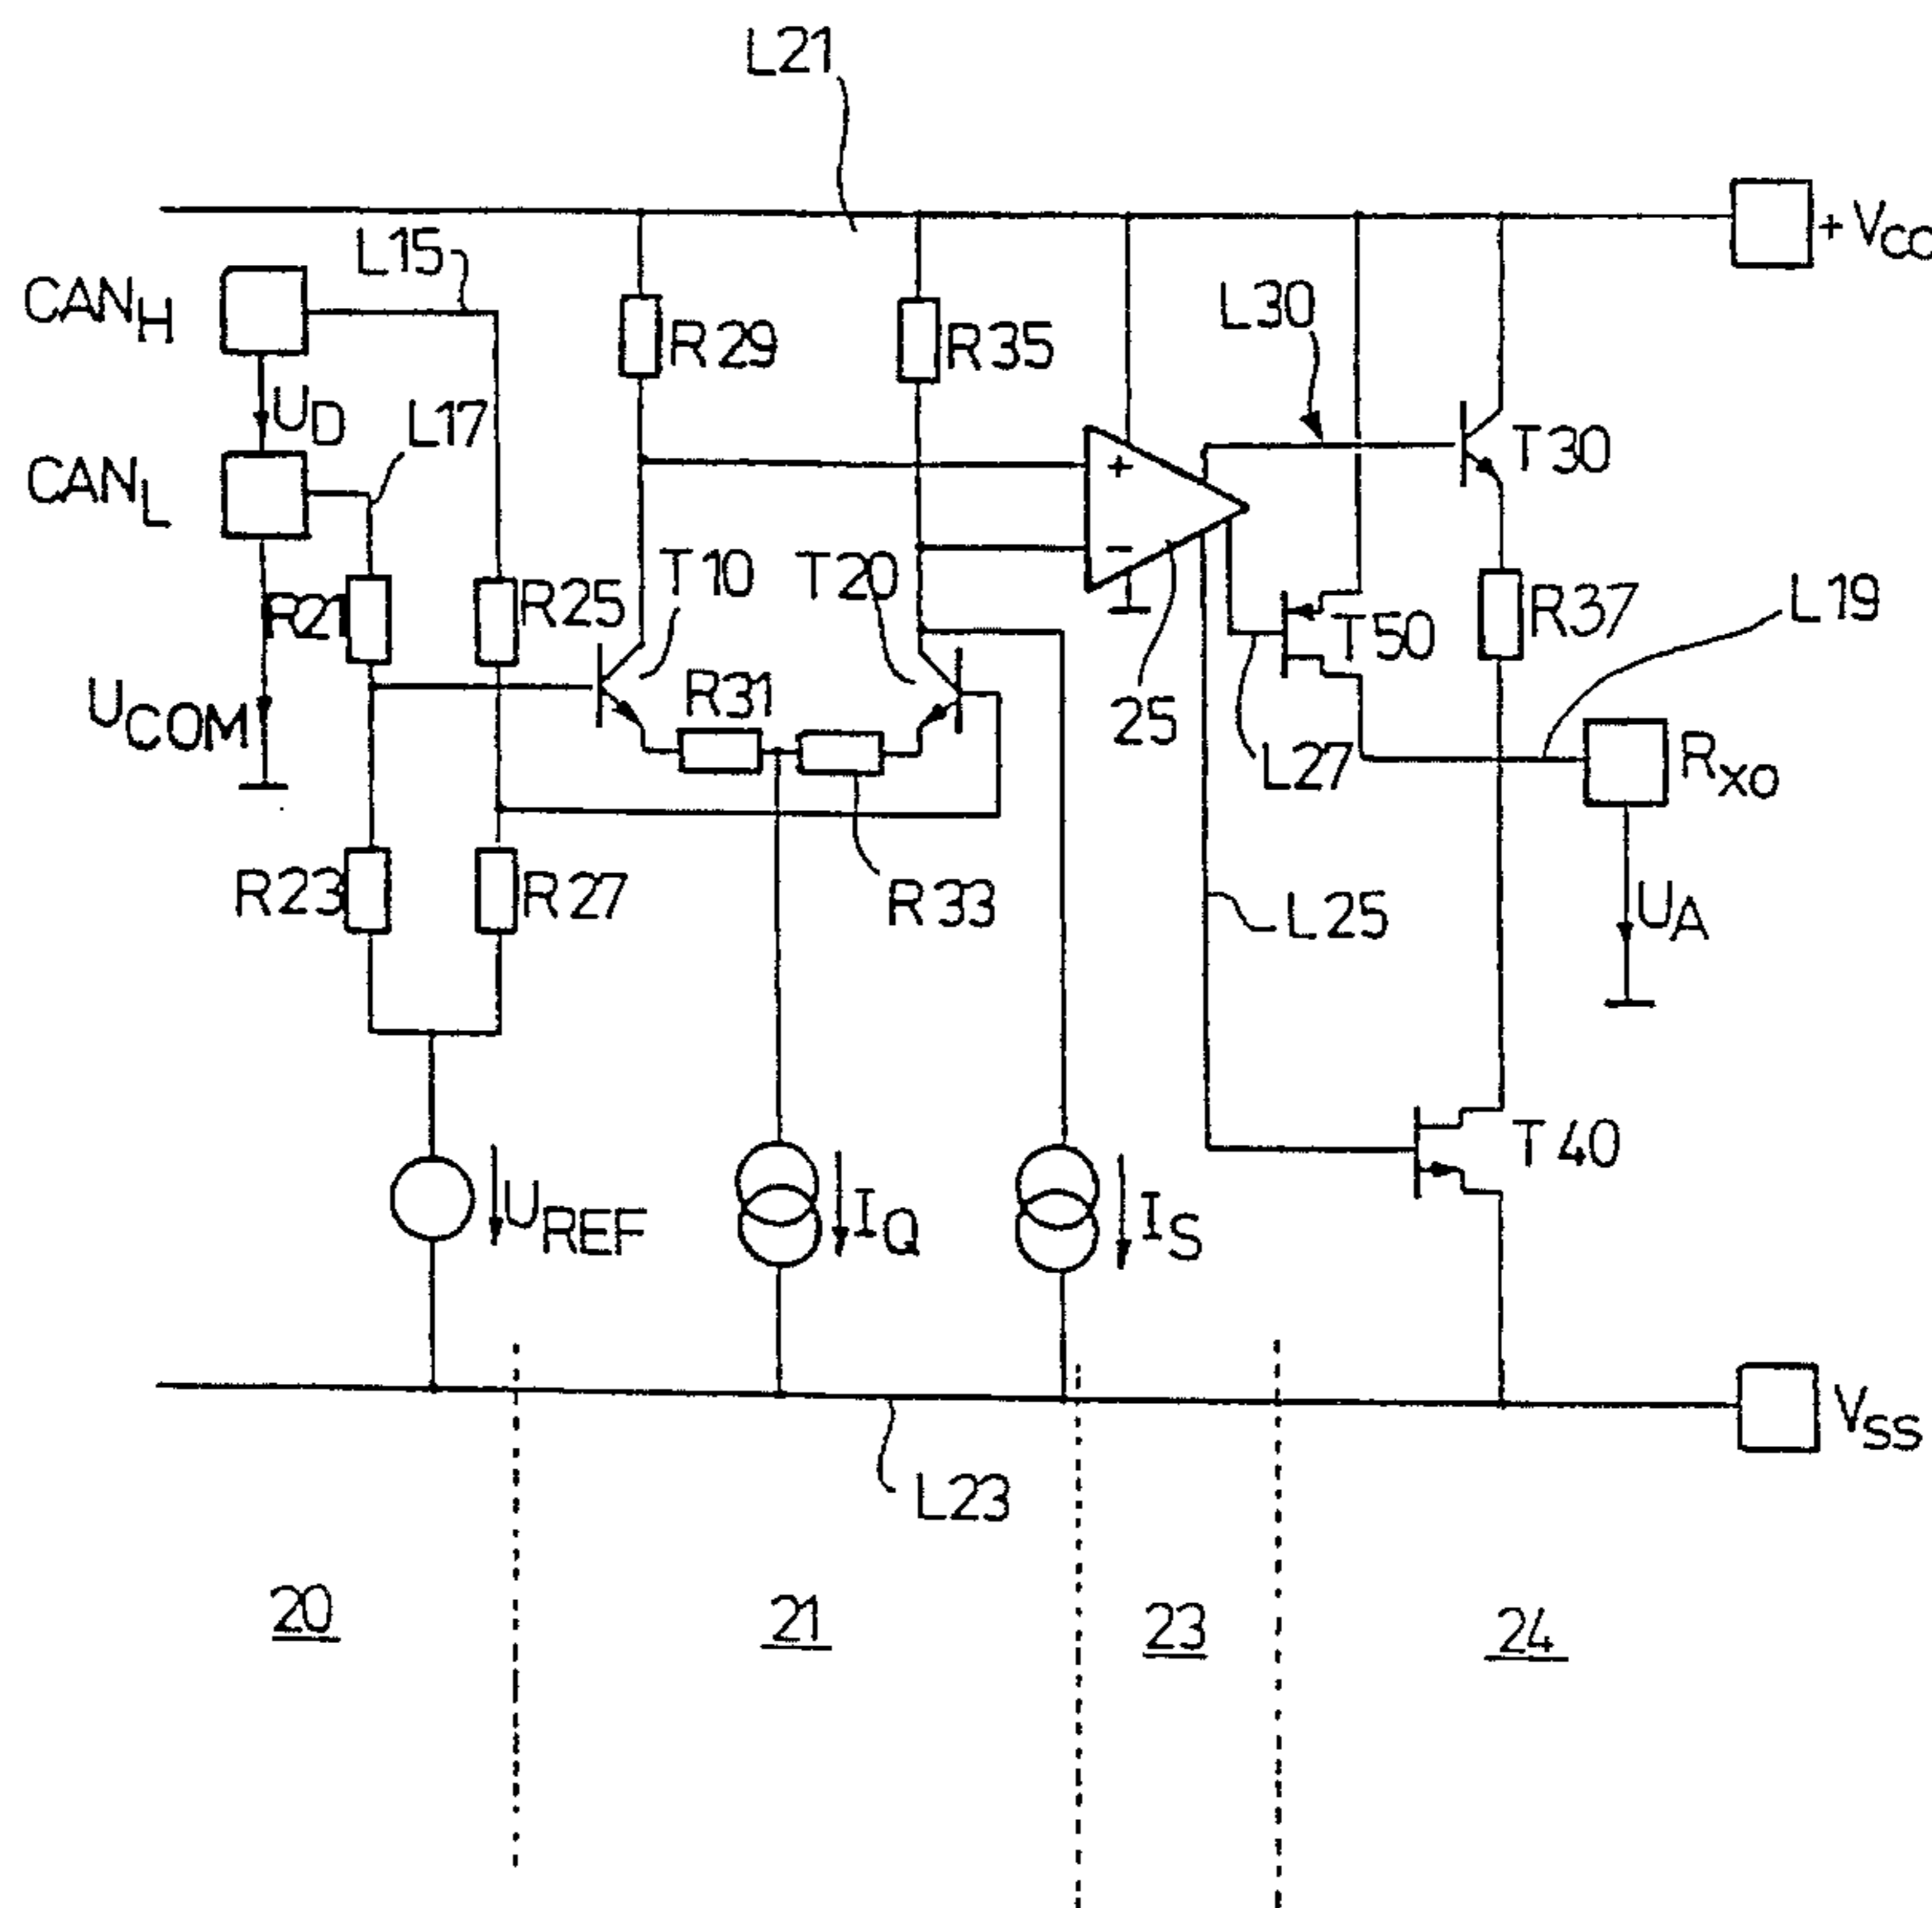 L21
+ VCC
L15
CANH
L30
R29
R35
UD
L17
T30
CANL
T10
T20
R21
R25
T50
R37
L19
R31
UCOM
25
L27
Rxo
R23
R27
R33
L25
UA
T40
UREF
IQ
IS
VSS
L23
20
21
23
24
+
−